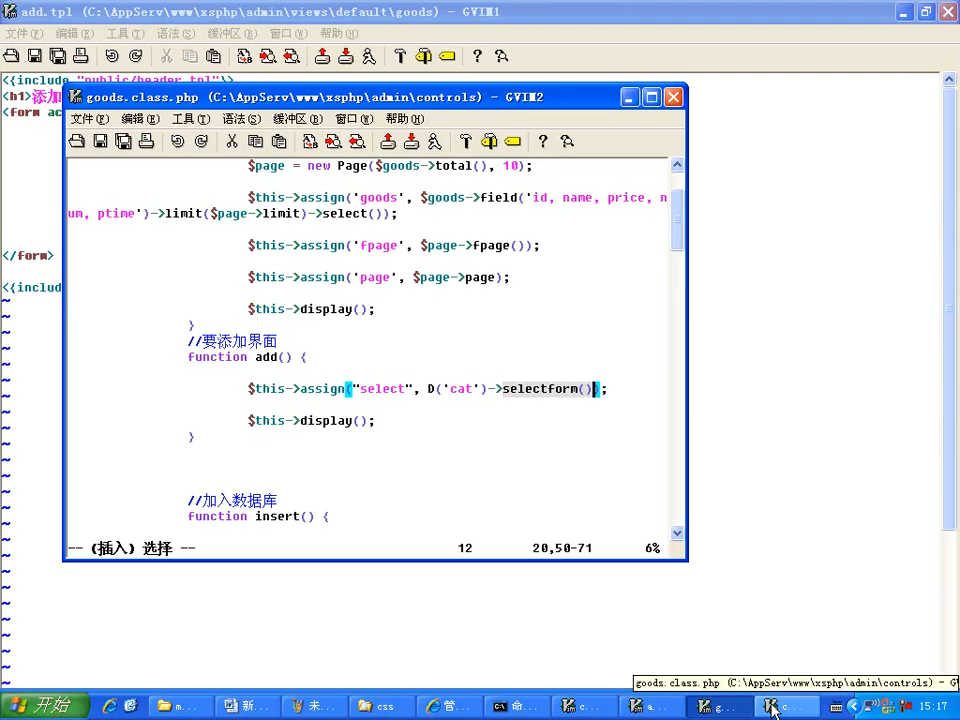 add.tpl (C:\AppServ\www\xsphp\admin\views\default\goods) - GVIM1
文件(F) 编辑(E) 工具(T) 语法(S) 缓冲区(B) 窗口(W) 帮助(H)
<{include "public/header.tpl"}>
<h1>添加
<form ac
</form>
<{includ
goods.class.php (C:\AppServ\www\xsphp\admin\controls) - GVIM2
文件(F) 编辑(E) 工具(T) 语法(S) 缓冲区(B) 窗口(W) 帮助(H)
$page = new Page($goods->total(), 10);
$this->assign('goods', $goods->field('id, name, price, n
um, ptime')->limit($page->limit)->select());
$this->assign('fpage', $page->fpage());
$this->assign('page', $page->page);
$this->display();
}
//要添加界面
function add() {
$this->assign("select", D('cat')->selectform());
$this->display();
}
//加入数据库
function insert() {
-- (插入) 选择 -- 12 20,50-71 6%
goods.class.php (C:\AppServ\www\xsphp\admin\controls) - GV
开始 m... 新... 未... css 管... 命... c... a... g... c... 15:17